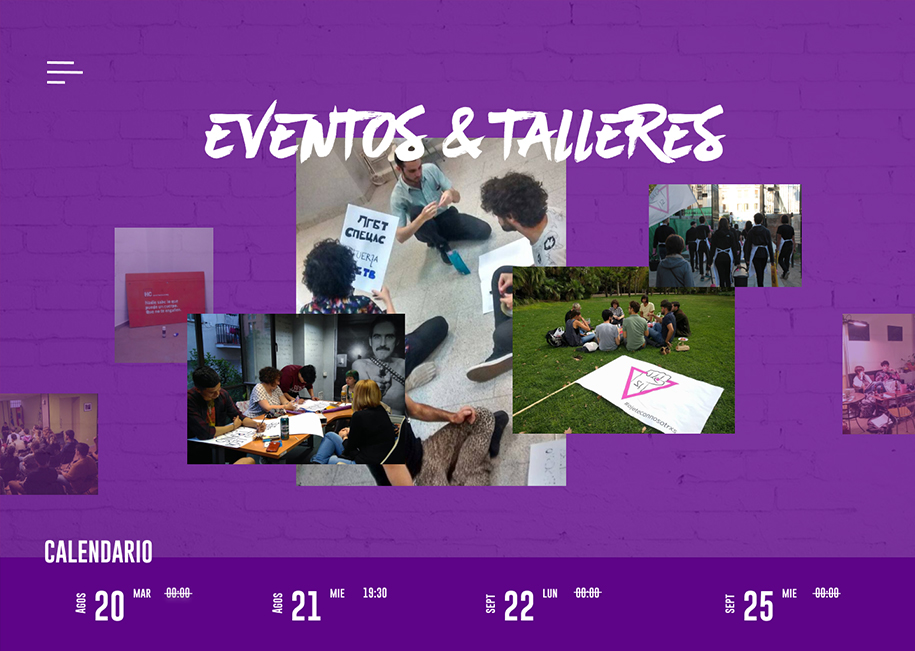 EVENTOS & TALLERES
ЛГБТ
СПЕЦАС
#veteconnosotrxs
CALENDARIO
AGOS 20 MAR 00:00
AGOS 21 MIE 19:30
SEPT 22 LUN 00:00
SEPT 25 MIE 00:00